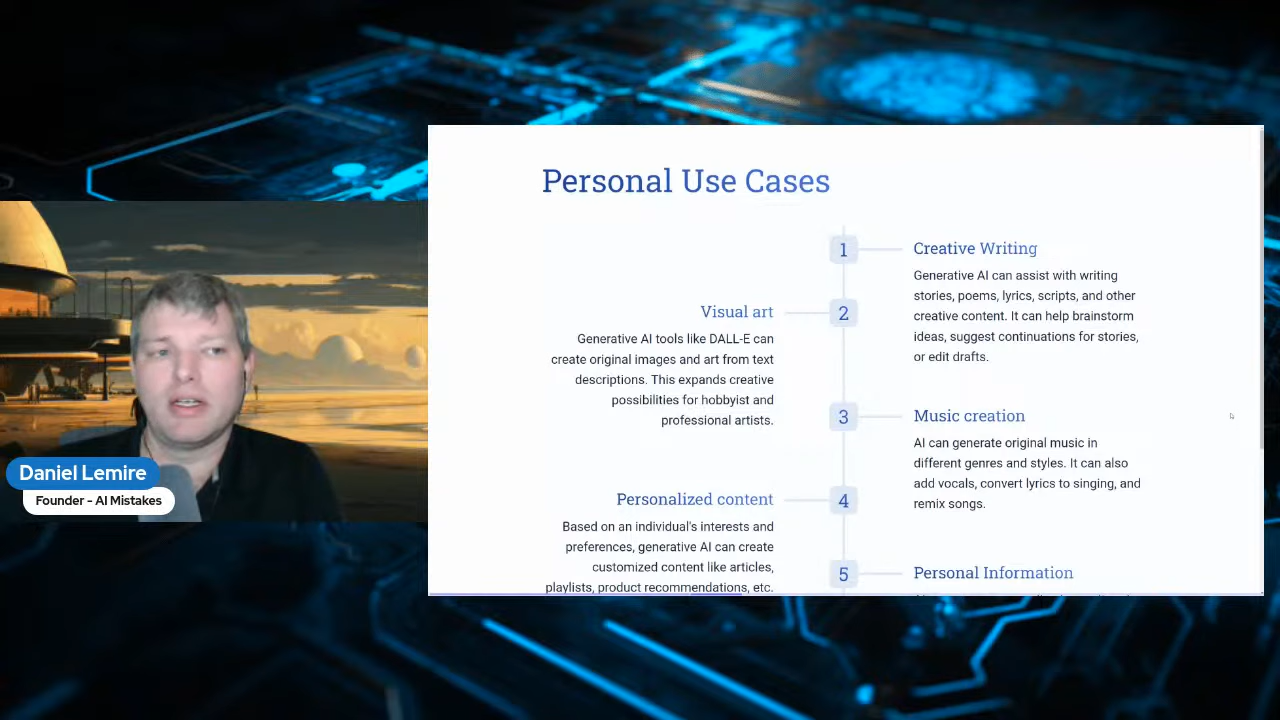 Personal Use Cases
1
Creative Writing
Generative AI can assist with writing
stories, poems, lyrics, scripts, and other
creative content. It can help brainstorm
ideas, suggest continuations for stories,
or edit drafts.
Visual art
2
Generative AI tools like DALL-E can
create original images and art from text
descriptions. This expands creative
possibilities for hobbyist and
professional artists.
3
Music creation
AI can generate original music in
different genres and styles. It can also
add vocals, convert lyrics to singing, and
remix songs.
Personalized content
4
Based on an individual's interests and
preferences, generative AI can create
customized content like articles,
playlists, product recommendations, etc.
5
Personal Information
Daniel Lemire
Founder - AI Mistakes